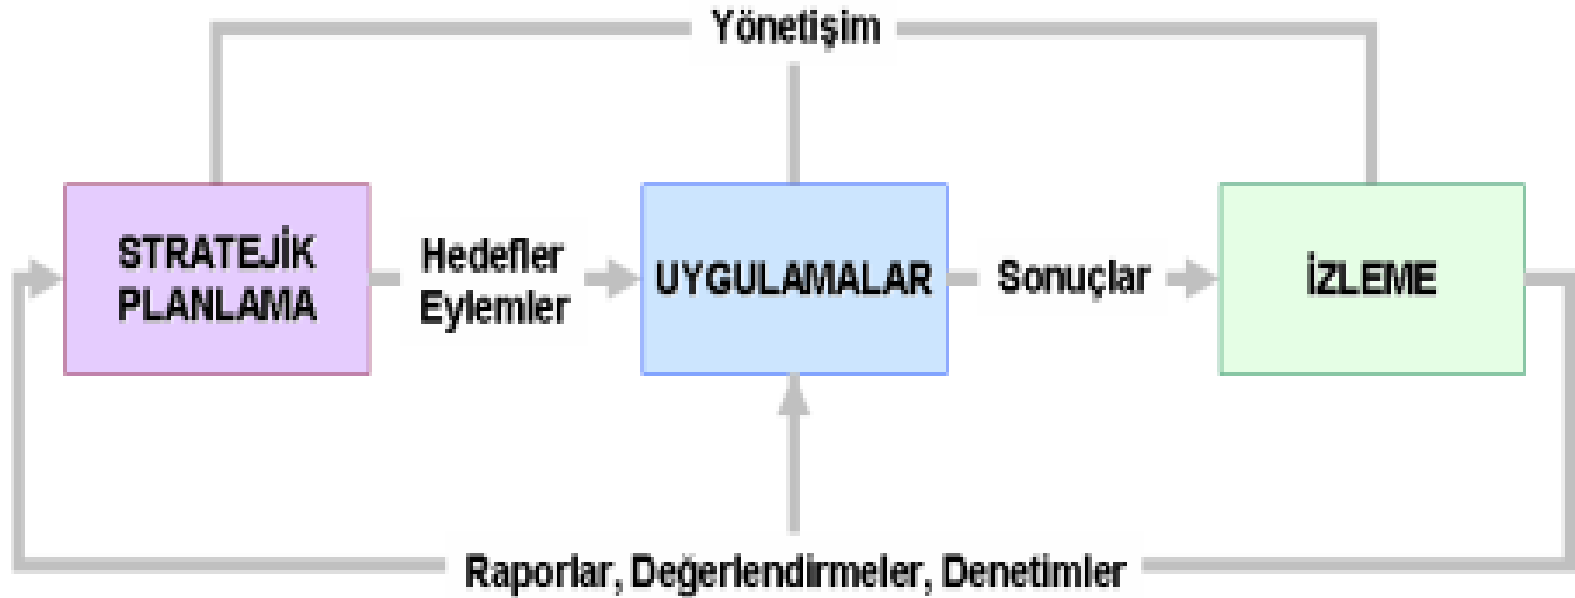 Yönetişim
STRATEJİK
PLANLAMA
Hedefler
Eylemler
UYGULAMALAR
Sonuçlar
İZLEME
Raporlar, Değerlendirmeler, Denetimler